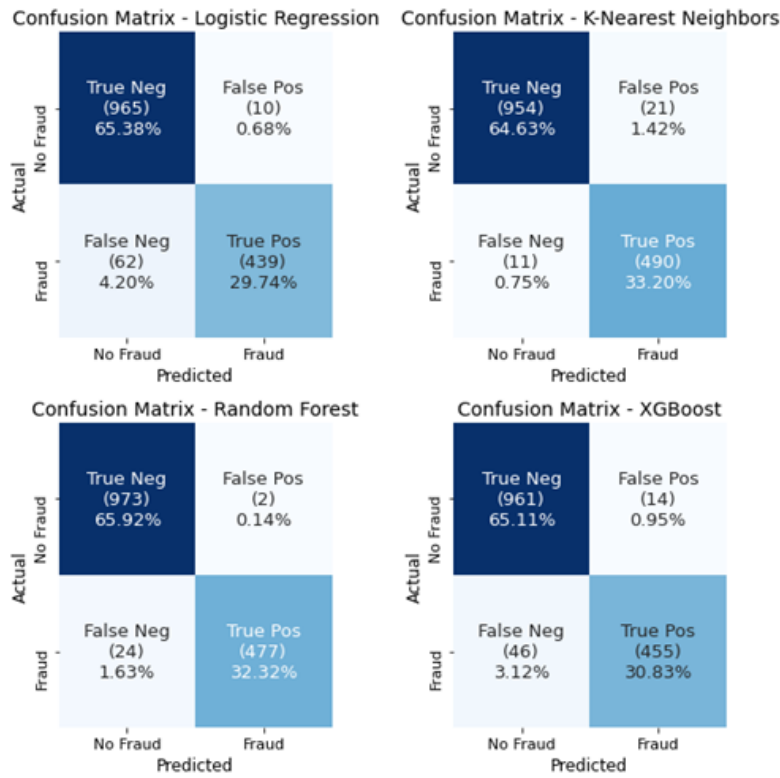 Confusion Matrix - Logistic Regression
True Neg
(965)
65.38%
False Pos
(10)
0.68%
False Neg
(62)
4.20%
True Pos
(439)
29.74%
Actual
No Fraud
Fraud
No Fraud
Fraud
Predicted
Confusion Matrix - K-Nearest Neighbors
True Neg
(954)
64.63%
False Pos
(21)
1.42%
False Neg
(11)
0.75%
True Pos
(490)
33.20%
Actual
No Fraud
Fraud
No Fraud
Fraud
Predicted
Confusion Matrix - Random Forest
True Neg
(973)
65.92%
False Pos
(2)
0.14%
False Neg
(24)
1.63%
True Pos
(477)
32.32%
Actual
No Fraud
Fraud
No Fraud
Fraud
Predicted
Confusion Matrix - XGBoost
True Neg
(961)
65.11%
False Pos
(14)
0.95%
False Neg
(46)
3.12%
True Pos
(455)
30.83%
Actual
No Fraud
Fraud
No Fraud
Fraud
Predicted